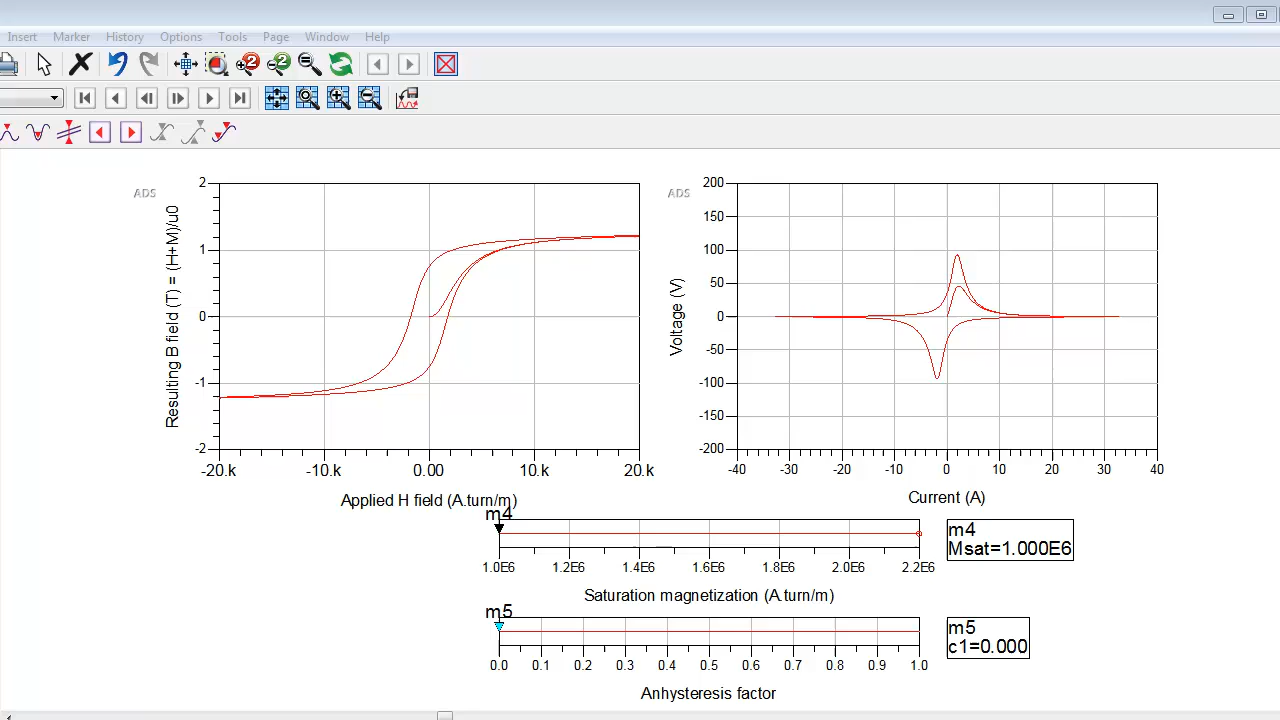 Insert Marker History Options Tools Page Window Help
2 2
ADS
Resulting B field (T) = (H+M)/u0
2
1
0
-1
-2
-20.k -10.k 0.00 10.k 20.k
Applied H field (A.turn/m)
ADS
Voltage (V)
200
150
100
50
0
-50
-100
-150
-200
-40 -30 -20 -10 0 10 20 30 40
Current (A)
m4
1.0E6 1.2E6 1.4E6 1.6E6 1.8E6 2.0E6 2.2E6
Saturation magnetization (A.turn/m)
m4
Msat=1.000E6
m5
0.0 0.1 0.2 0.3 0.4 0.5 0.6 0.7 0.8 0.9 1.0
Anhysteresis factor
m5
c1=0.000